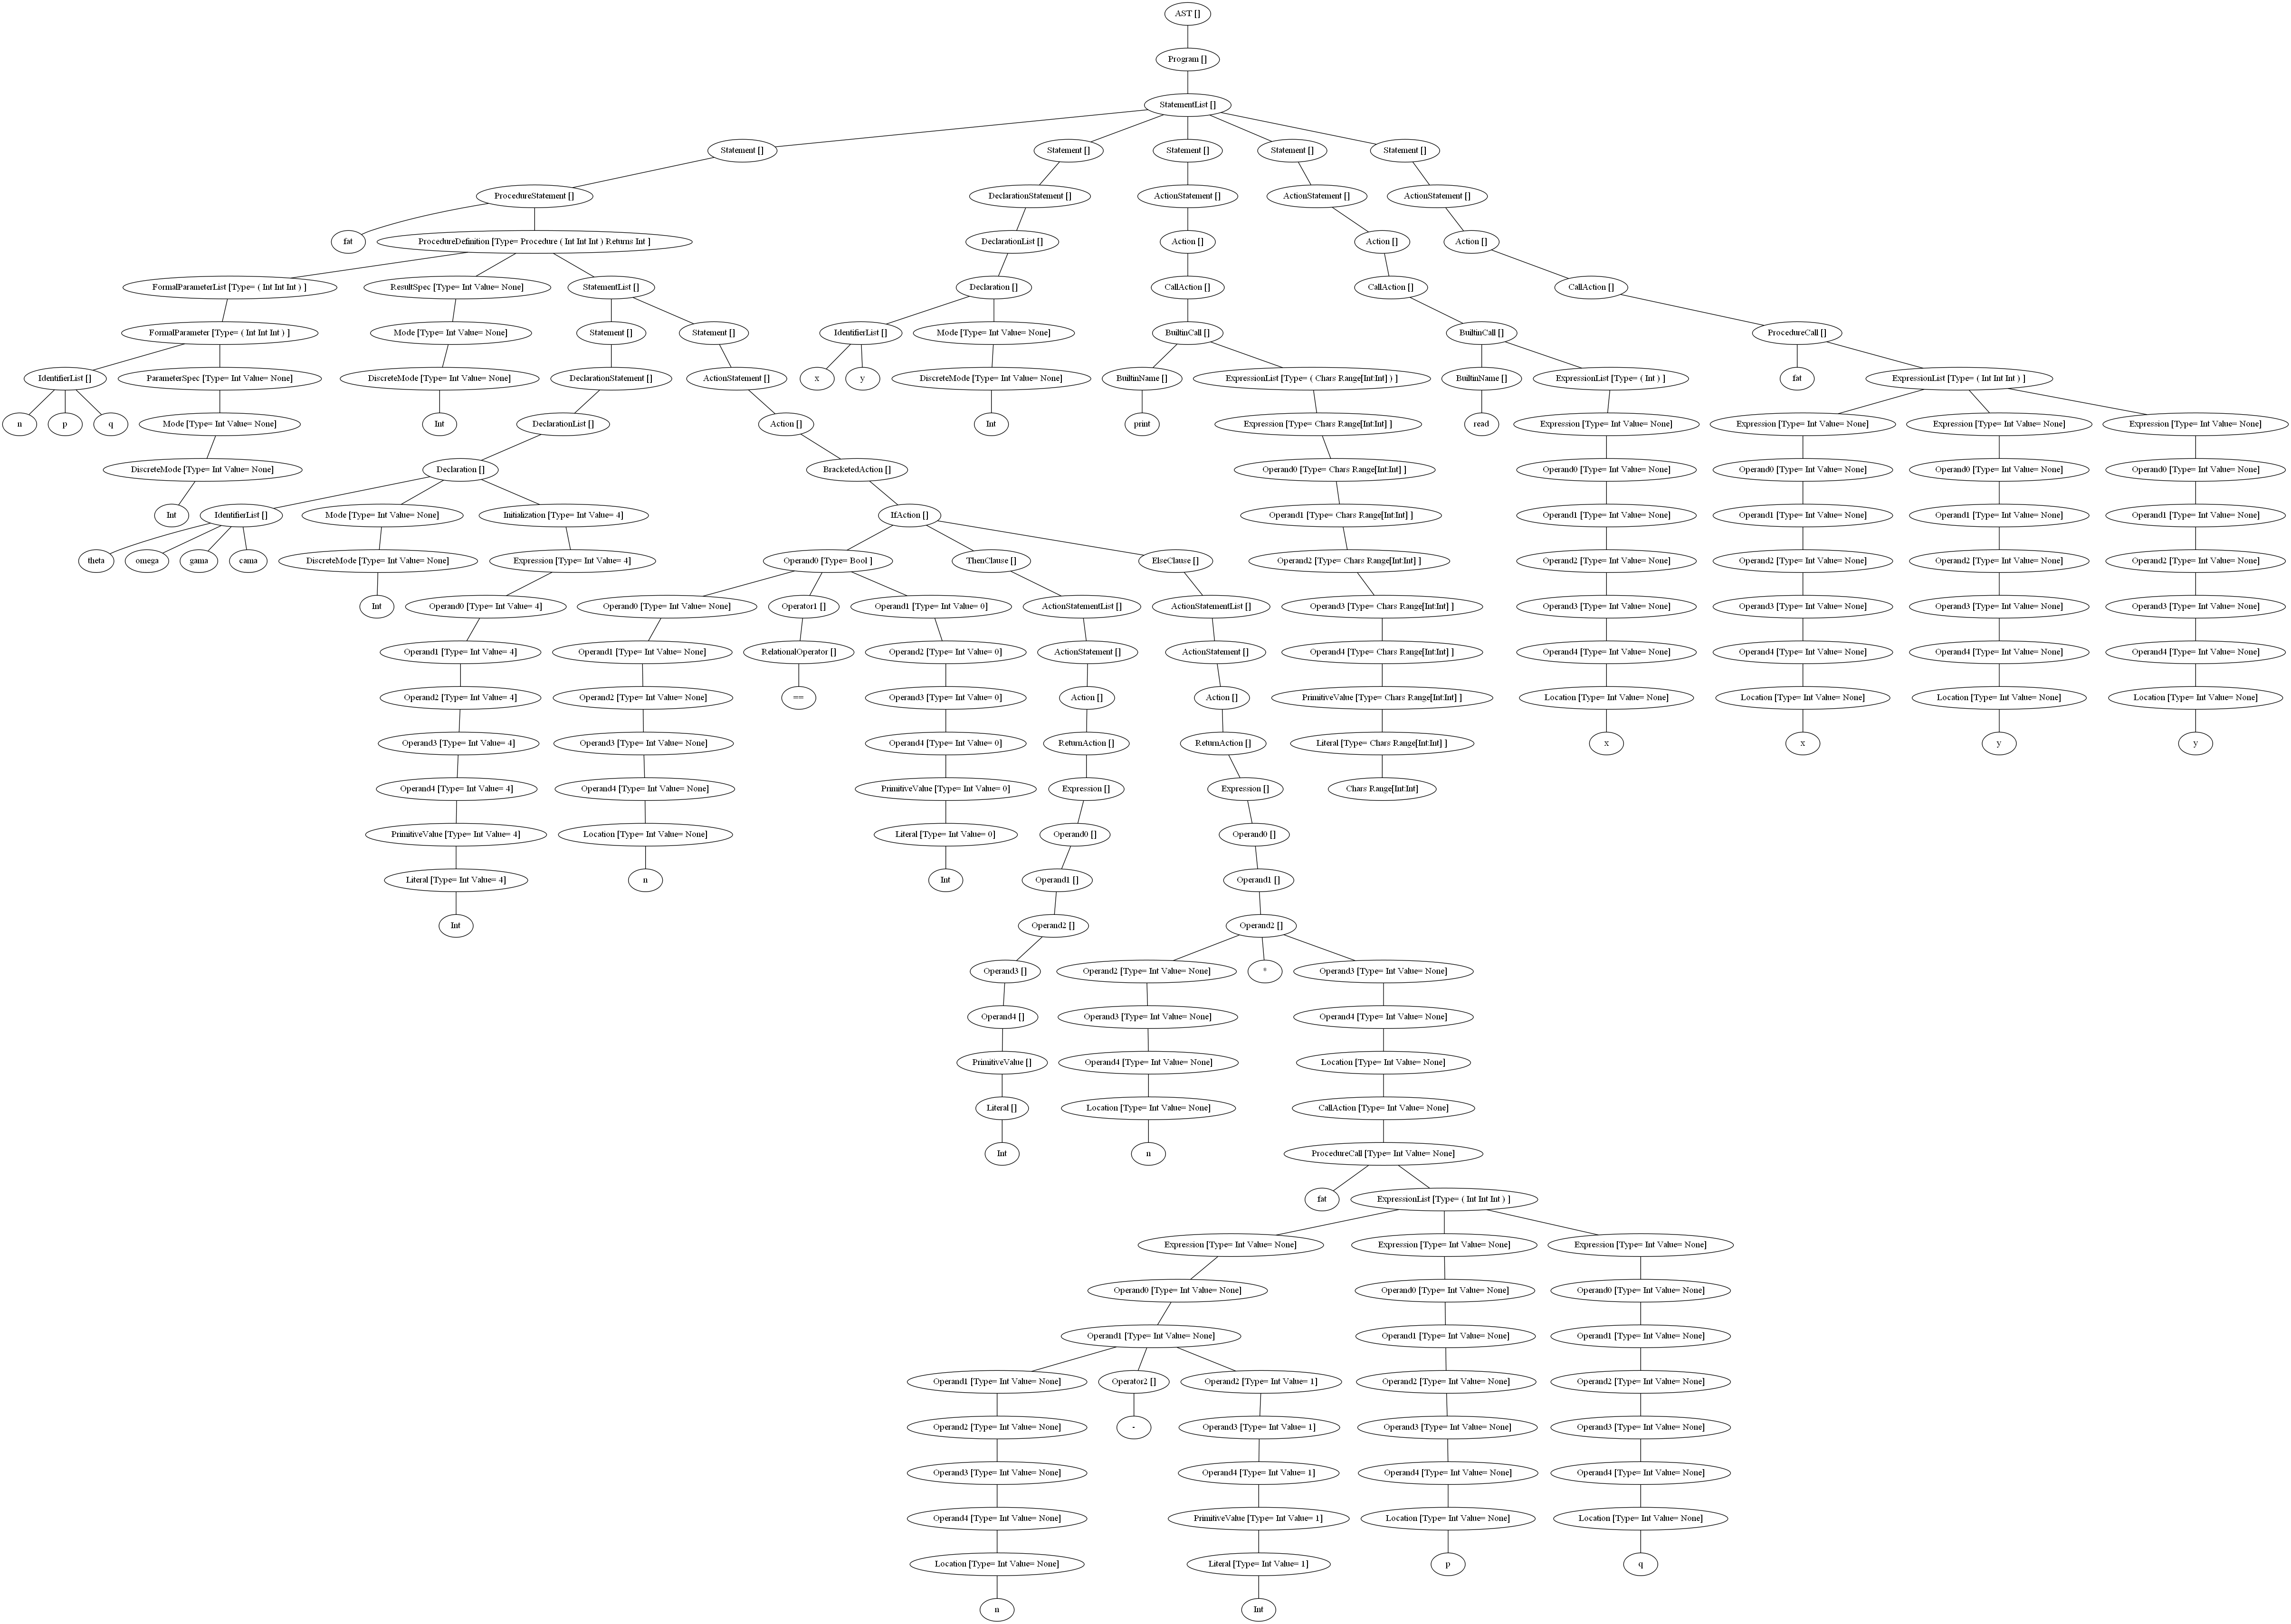 AST []
Program []
StatementList []
Statement [] Statement [] Statement [] Statement [] Statement []
ProcedureStatement [] DeclarationStatement [] ActionStatement [] ActionStatement [] ActionStatement []
fat ProcedureDefinition [Type= Procedure ( Int Int Int ) Returns Int ] DeclarationList [] Action [] Action [] Action []
FormalParameterList [Type= ( Int Int Int ) ] ResultSpec [Type= Int Value= None] StatementList [] Declaration [] CallAction [] CallAction [] CallAction []
FormalParameter [Type= ( Int Int Int ) ] Mode [Type= Int Value= None] Statement [] Statement [] IdentifierList [] Mode [Type= Int Value= None] BuiltinCall [] BuiltinCall [] ProcedureCall []
IdentifierList [] ParameterSpec [Type= Int Value= None] DiscreteMode [Type= Int Value= None] DeclarationStatement [] ActionStatement [] x y DiscreteMode [Type= Int Value= None] BuiltinName [] ExpressionList [Type= ( Chars Range[Int:Int] ) ] BuiltinName [] ExpressionList [Type= ( Int ) ] fat ExpressionList [Type= ( Int Int Int ) ]
n p q Mode [Type= Int Value= None] Int DeclarationList [] Action [] Int print Expression [Type= Chars Range[Int:Int] ] read Expression [Type= Int Value= None] Expression [Type= Int Value= None] Expression [Type= Int Value= None] Expression [Type= Int Value= None]
DiscreteMode [Type= Int Value= None] Declaration [] BracketedAction [] Operand0 [Type= Chars Range[Int:Int] ] Operand0 [Type= Int Value= None] Operand0 [Type= Int Value= None] Operand0 [Type= Int Value= None] Operand0 [Type= Int Value= None]
Int IdentifierList [] Mode [Type= Int Value= None] Initialization [Type= Int Value= 4] IfAction [] Operand1 [Type= Chars Range[Int:Int] ] Operand1 [Type= Int Value= None] Operand1 [Type= Int Value= None] Operand1 [Type= Int Value= None] Operand1 [Type= Int Value= None]
theta omega gama cama DiscreteMode [Type= Int Value= None] Expression [Type= Int Value= 4] Operand0 [Type= Bool ] ThenClause [] ElseClause [] Operand2 [Type= Chars Range[Int:Int] ] Operand2 [Type= Int Value= None] Operand2 [Type= Int Value= None] Operand2 [Type= Int Value= None] Operand2 [Type= Int Value= None]
Int Operand0 [Type= Int Value= 4] Operand0 [Type= Int Value= None] Operator1 [] Operand1 [Type= Int Value= 0] ActionStatementList [] ActionStatementList [] Operand3 [Type= Chars Range[Int:Int] ] Operand3 [Type= Int Value= None] Operand3 [Type= Int Value= None] Operand3 [Type= Int Value= None] Operand3 [Type= Int Value= None]
Operand1 [Type= Int Value= 4] Operand1 [Type= Int Value= None] RelationalOperator [] Operand2 [Type= Int Value= 0] ActionStatement [] ActionStatement [] Operand4 [Type= Chars Range[Int:Int] ] Operand4 [Type= Int Value= None] Operand4 [Type= Int Value= None] Operand4 [Type= Int Value= None] Operand4 [Type= Int Value= None]
Operand2 [Type= Int Value= 4] Operand2 [Type= Int Value= None] == Operand3 [Type= Int Value= 0] Action [] Action [] PrimitiveValue [Type= Chars Range[Int:Int] ] Location [Type= Int Value= None] Location [Type= Int Value= None] Location [Type= Int Value= None] Location [Type= Int Value= None]
Operand3 [Type= Int Value= 4] Operand3 [Type= Int Value= None] Operand4 [Type= Int Value= 0] ReturnAction [] ReturnAction [] Literal [Type= Chars Range[Int:Int] ] x x y y
Operand4 [Type= Int Value= 4] Operand4 [Type= Int Value= None] PrimitiveValue [Type= Int Value= 0] Expression [] Expression [] Chars Range[Int:Int]
PrimitiveValue [Type= Int Value= 4] Location [Type= Int Value= None] Literal [Type= Int Value= 0] Operand0 [] Operand0 []
Literal [Type= Int Value= 4] n Int Operand1 [] Operand1 []
Int Operand2 [] Operand2 []
Operand3 [] Operand2 [Type= Int Value= None] * Operand3 [Type= Int Value= None]
Operand4 [] Operand3 [Type= Int Value= None] Operand4 [Type= Int Value= None]
PrimitiveValue [] Operand4 [Type= Int Value= None] Location [Type= Int Value= None]
Literal [] Location [Type= Int Value= None] CallAction [Type= Int Value= None]
Int n ProcedureCall [Type= Int Value= None]
fat ExpressionList [Type= ( Int Int Int ) ]
Expression [Type= Int Value= None] Expression [Type= Int Value= None] Expression [Type= Int Value= None]
Operand0 [Type= Int Value= None] Operand0 [Type= Int Value= None] Operand0 [Type= Int Value= None]
Operand1 [Type= Int Value= None] Operand1 [Type= Int Value= None] Operand1 [Type= Int Value= None]
Operand1 [Type= Int Value= None] Operator2 [] Operand2 [Type= Int Value= 1] Operand2 [Type= Int Value= None] Operand2 [Type= Int Value= None]
Operand2 [Type= Int Value= None] - Operand3 [Type= Int Value= 1] Operand3 [Type= Int Value= None] Operand3 [Type= Int Value= None]
Operand3 [Type= Int Value= None] Operand4 [Type= Int Value= 1] Operand4 [Type= Int Value= None] Operand4 [Type= Int Value= None]
Operand4 [Type= Int Value= None] PrimitiveValue [Type= Int Value= 1] Location [Type= Int Value= None] Location [Type= Int Value= None]
Location [Type= Int Value= None] Literal [Type= Int Value= 1] p q
n Int